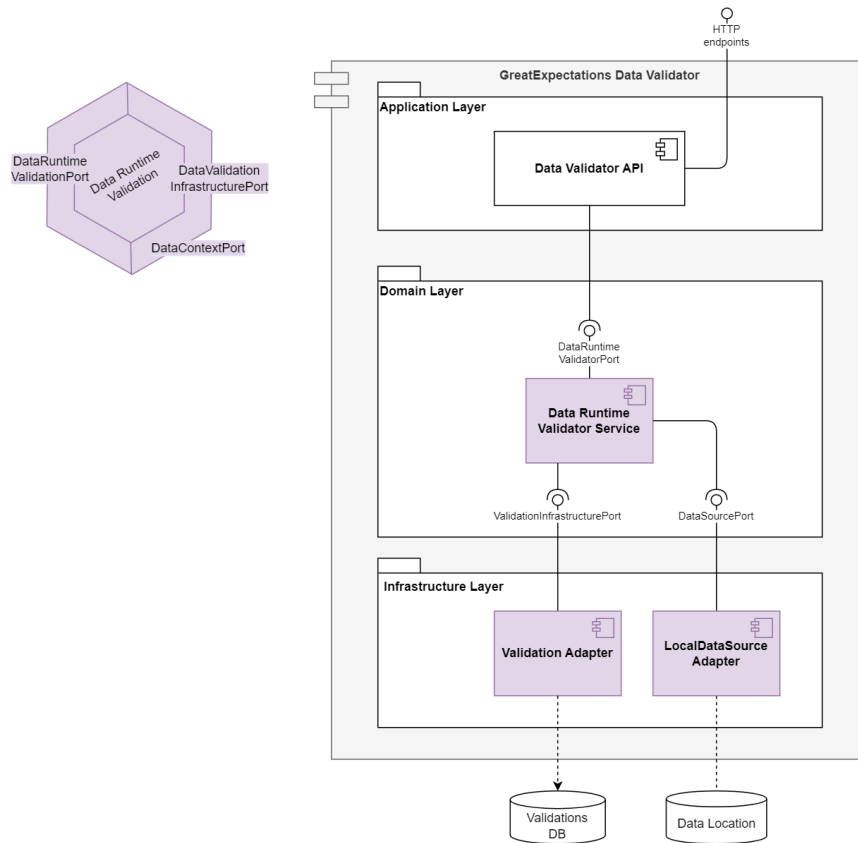 HTTP
endpoints
GreatExpectations Data Validator
Application Layer
Data Validator API
DataRuntime
ValidationPort
Data Runtime
Validation
DataValidation
InfrastructurePort
DataContextPort
Domain Layer
DataRuntime
ValidatorPort
Data Runtime
Validator Service
ValidationInfrastructurePort
DataSourcePort
Infrastructure Layer
Validation Adapter
LocalDataSource
Adapter
Validations
DB
Data Location